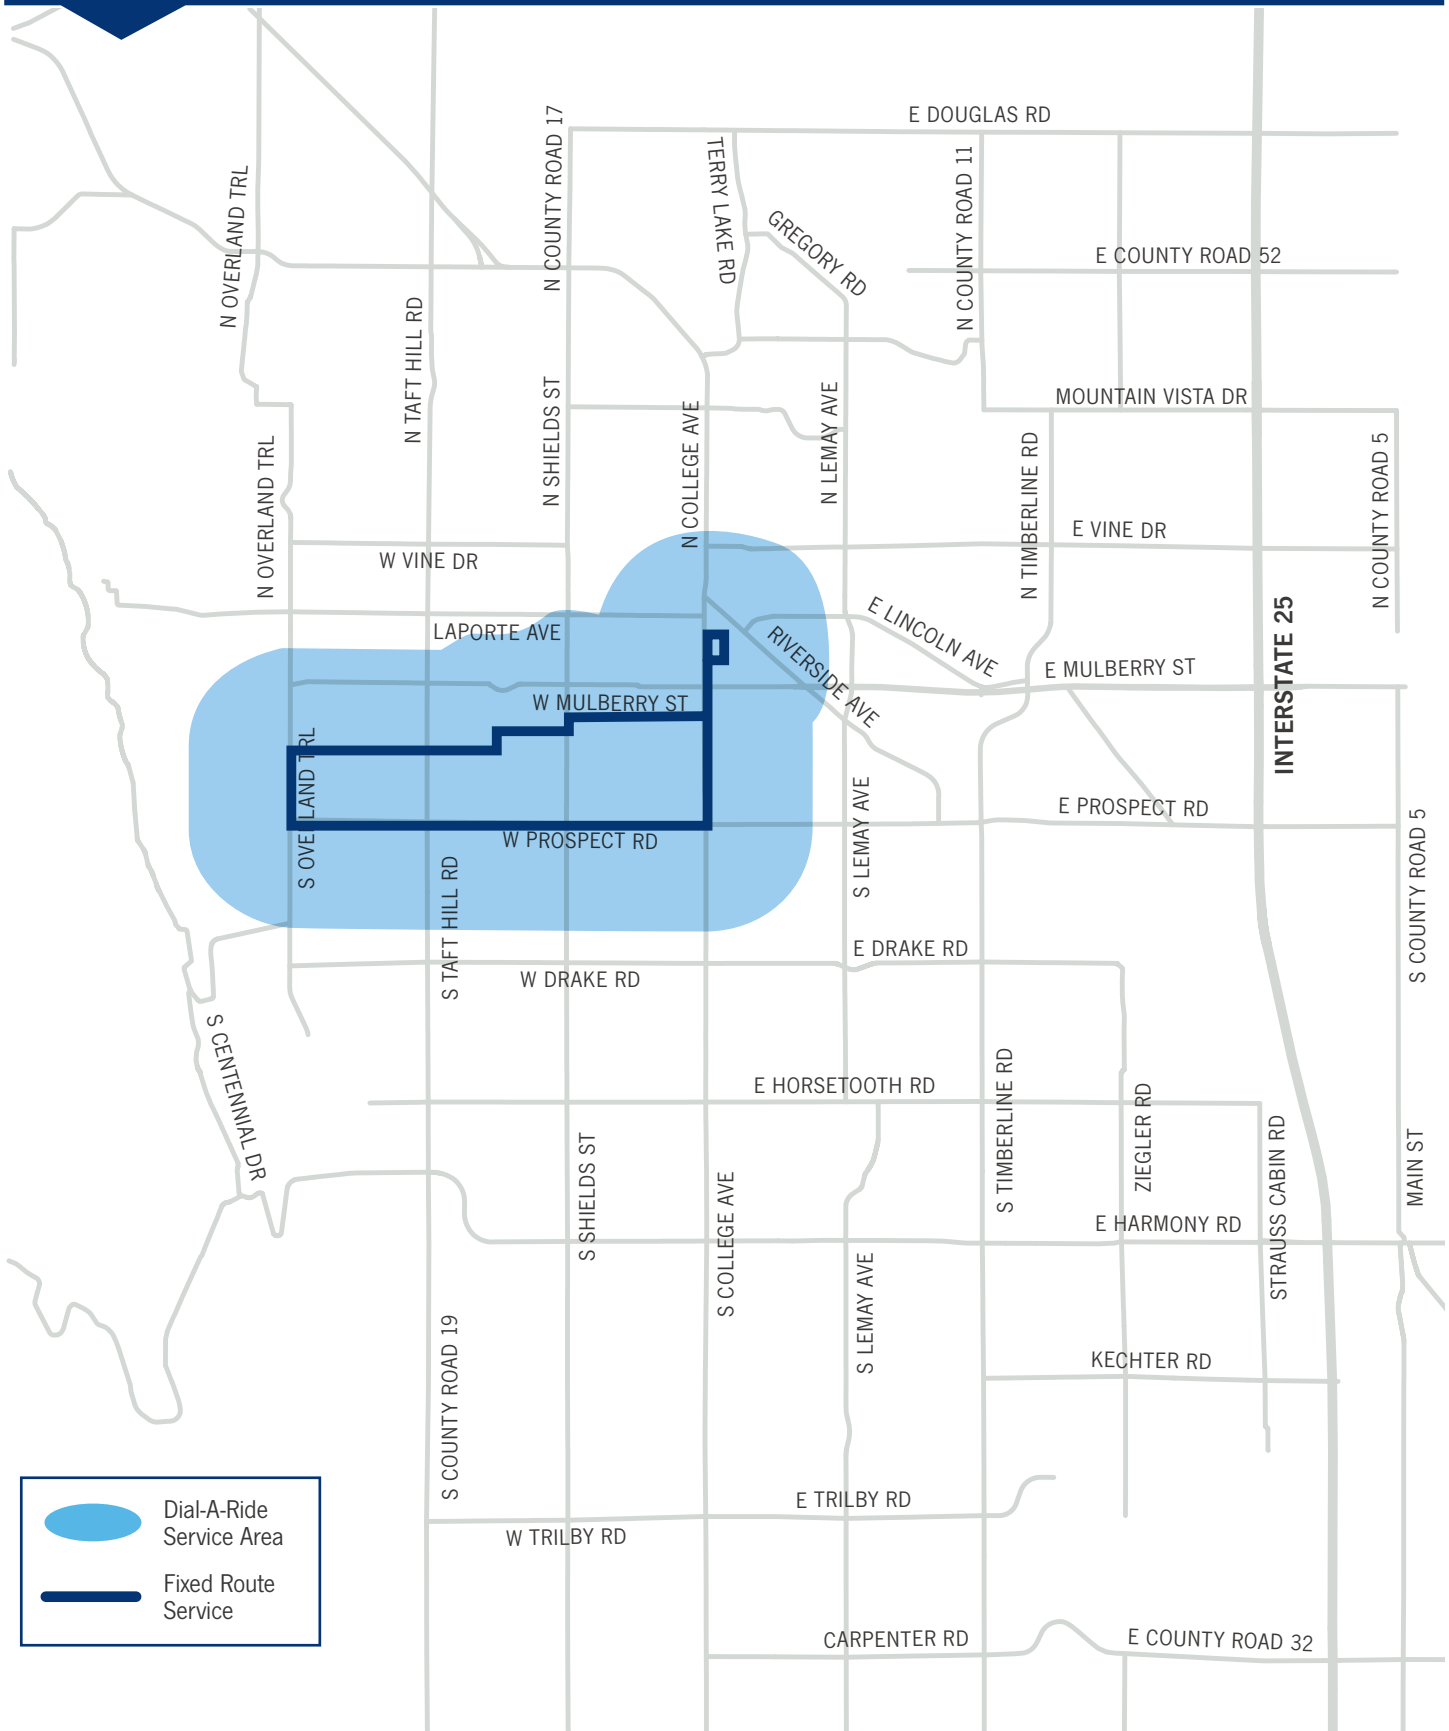 E DOUGLAS RD
N COUNTY ROAD 17
TERRY LAKE RD
N COUNTY ROAD 11
N OVERLAND TRL
GREGORY RD
E COUNTY ROAD 52
N TAFT HILL RD
N SHIELDS ST
N COLLEGE AVE
N LEMAY AVE
MOUNTAIN VISTA DR
N OVERLAND TRL
N TIMBERLINE RD
N COUNTY ROAD 5
E VINE DR
W VINE DR
LAPORTE AVE
E LINCOLN AVE
RIVERSIDE AVE
E MULBERRY ST
INTERSTATE 25
W MULBERRY ST
S OVERLAND TRL
S LEMAY AVE
E PROSPECT RD
W PROSPECT RD
S COUNTY ROAD 5
S TAFT HILL RD
E DRAKE RD
W DRAKE RD
S CENTENNIAL DR
E HORSETOOTH RD
S TIMBERLINE RD
ZIEGLER RD
STRAUSS CABIN RD
MAIN ST
S SHIELDS ST
S COLLEGE AVE
E HARMONY RD
S LEMAY AVE
S COUNTY ROAD 19
KECHTER RD
E TRILBY RD
W TRILBY RD
CARPENTER RD
E COUNTY ROAD 32
Dial-A-Ride
Service Area
Fixed Route
Service